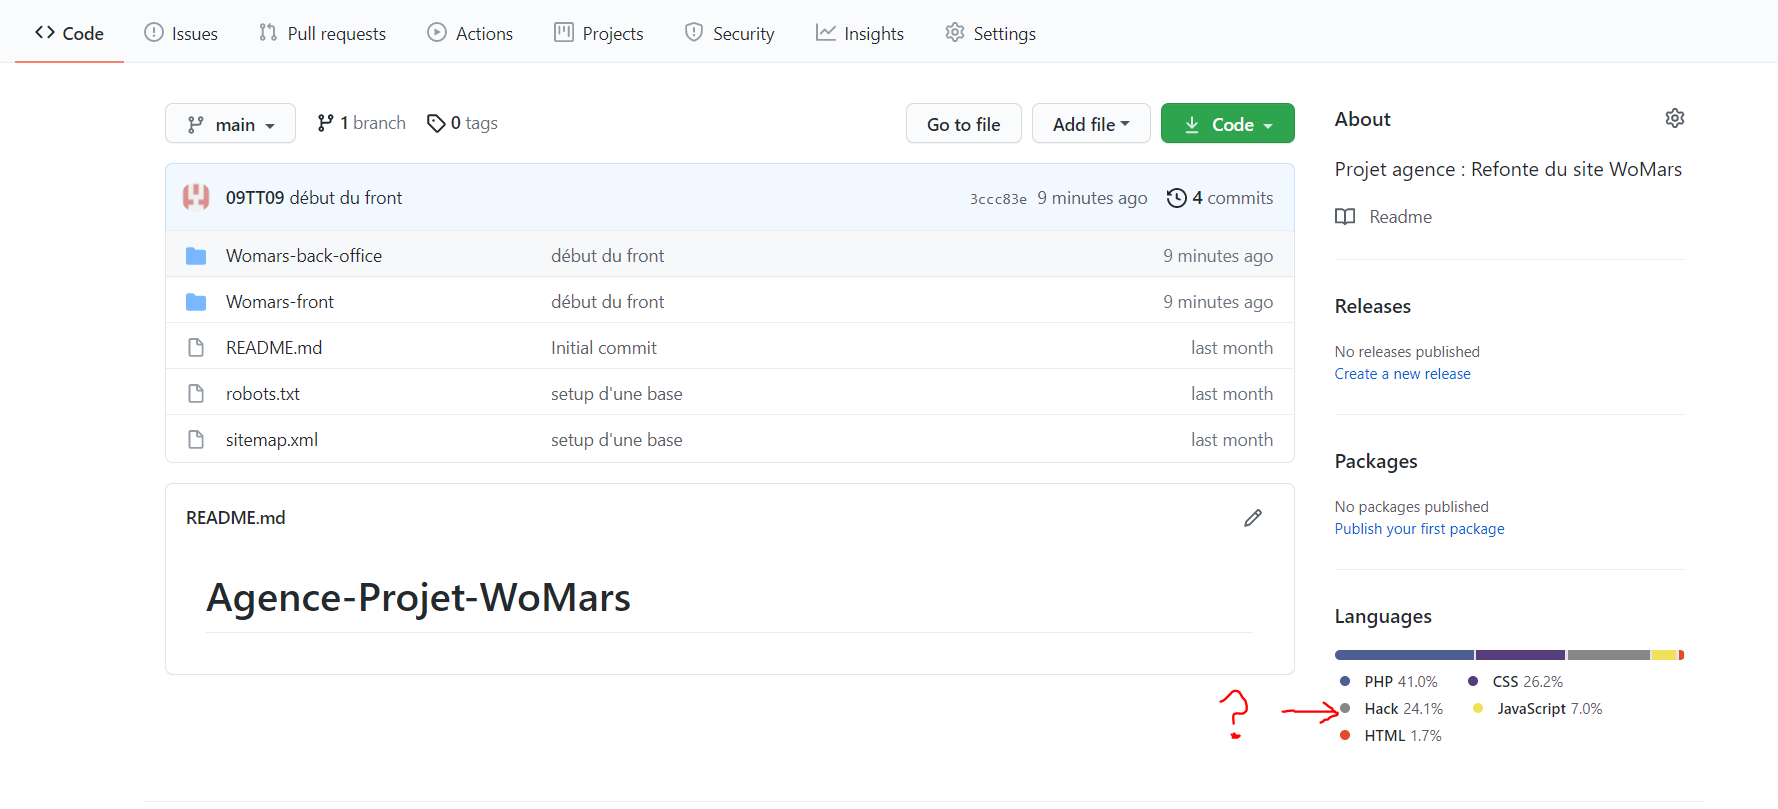 Code Issues Pull requests Actions Projects Security Insights Settings
main 1 branch 0 tags Go to file Add file Code
09TT09 début du front 3ccc83e 9 minutes ago 4 commits
Womars-back-office début du front 9 minutes ago
Womars-front début du front 9 minutes ago
README.md Initial commit last month
robots.txt setup d'une base last month
sitemap.xml setup d'une base last month
README.md
Agence-Projet-WoMars
About
Projet agence : Refonte du site WoMars
Readme
Releases
No releases published
Create a new release
Packages
No packages published
Publish your first package
Languages
PHP 41.0% CSS 26.2%
? Hack 24.1% JavaScript 7.0%
HTML 1.7%